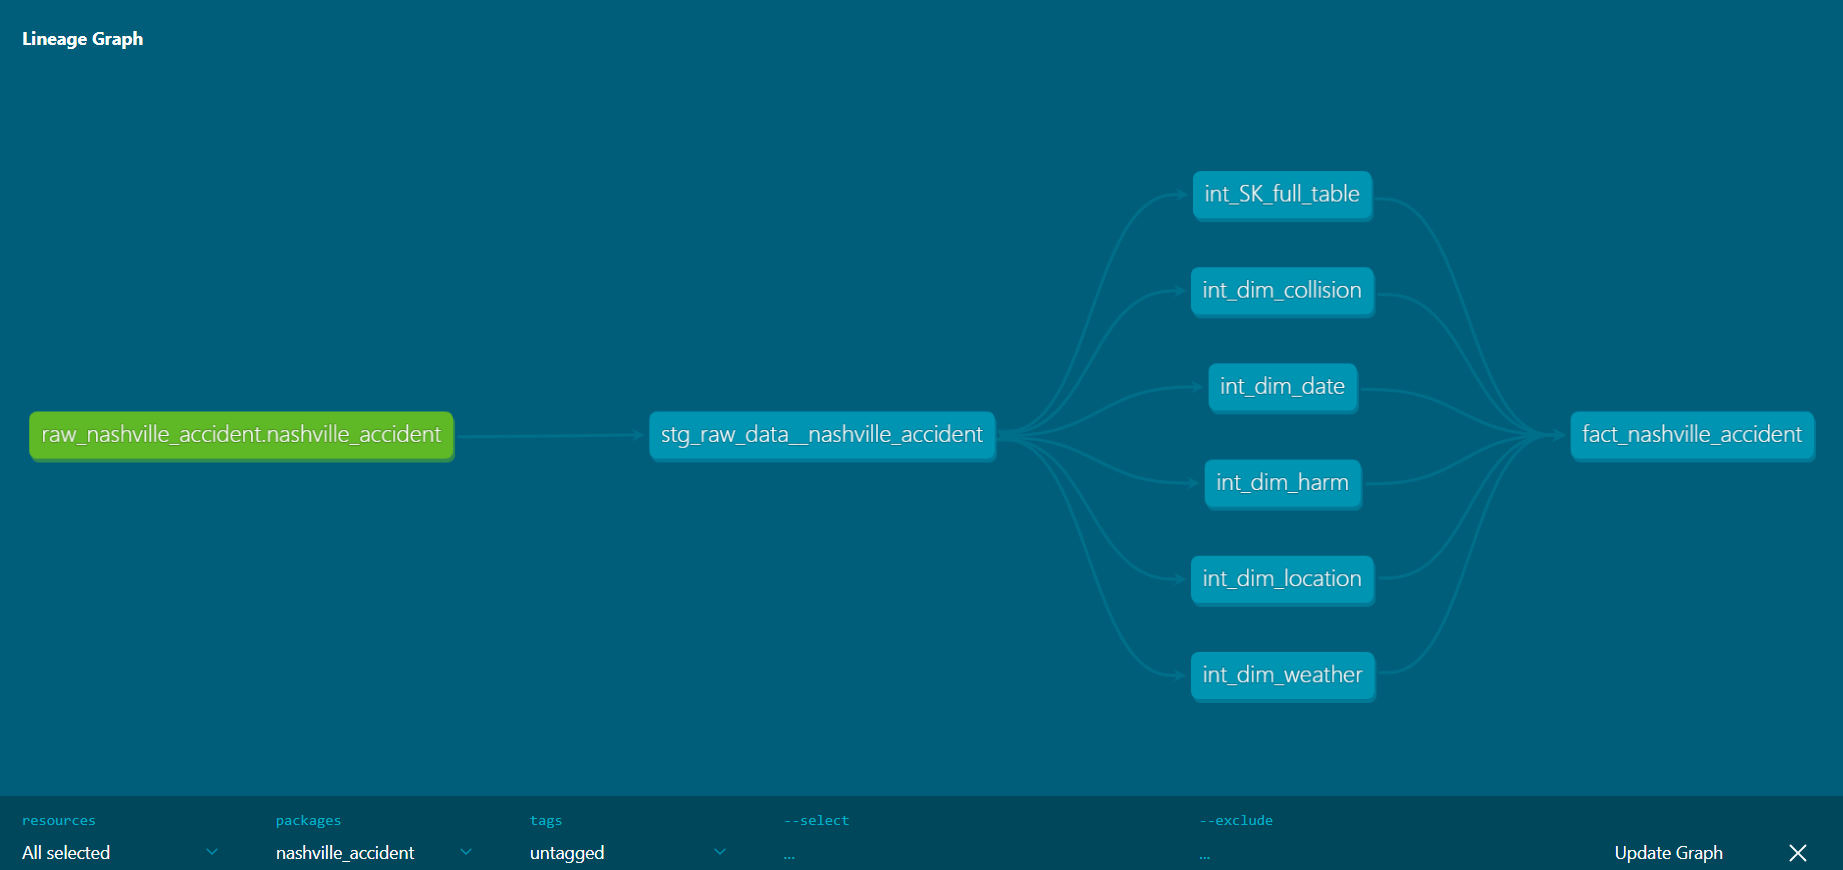 Lineage Graph
int_SK_full_table
int_dim_collision
int_dim_date
raw_nashville_accident.nashville_accident
stg_raw_data__nashville_accident
fact_nashville_accident
int_dim_harm
int_dim_location
int_dim_weather
resources
packages
tags
--select
--exclude
All selected
nashville_accident
untagged
...
...
Update Graph